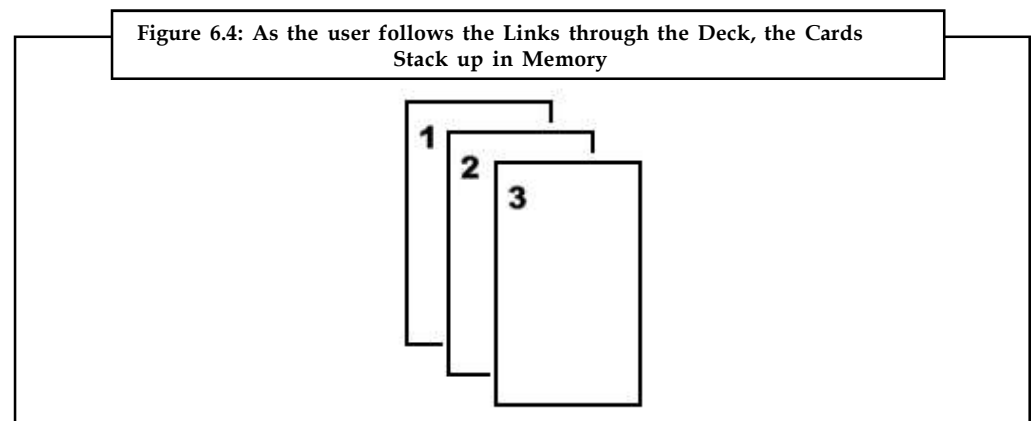 Figure 6.4: As the user follows the Links through the Deck, the Cards
Stack up in Memory
1
2
3